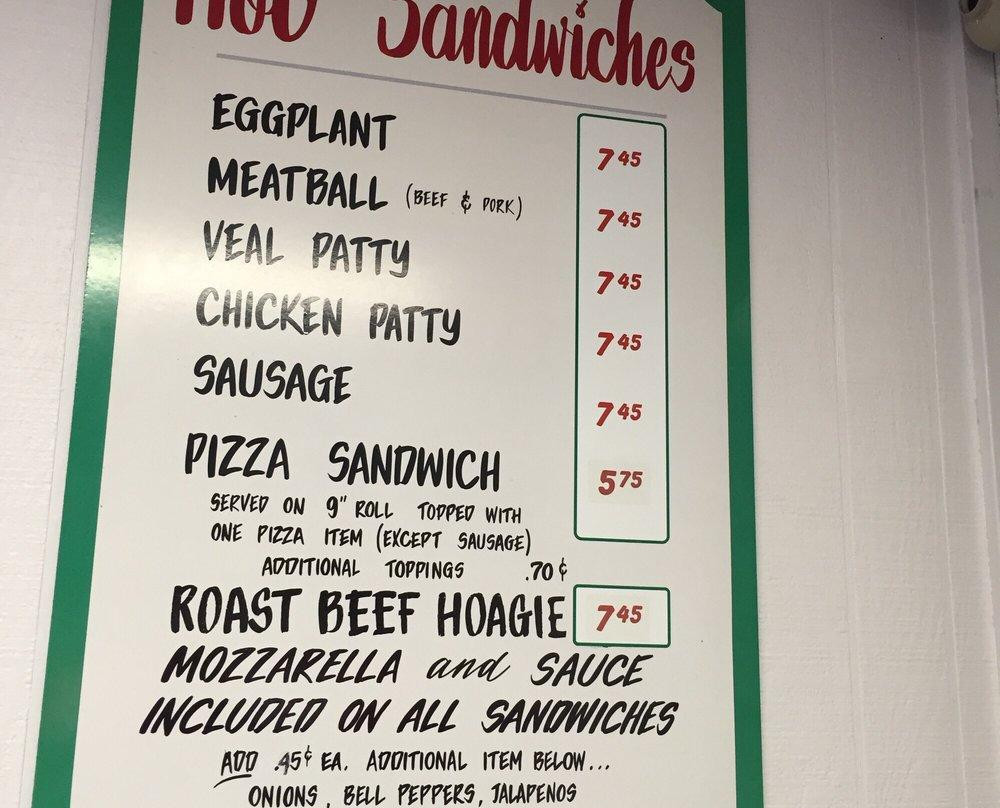 Hot Sandwiches
EGGPLANT 7 45
MEATBALL (BEEF & PORK) 7 45
VEAL PATTY 7 45
CHICKEN PATTY 7 45
SAUSAGE 7 45
PIZZA SANDWICH 5 75
SERVED ON 9" ROLL TOPPED WITH
ONE PIZZA ITEM (EXCEPT SAUSAGE)
ADDITIONAL TOPPINGS .70¢
ROAST BEEF HOAGIE 7 45
MOZZARELLA and SAUCE
INCLUDED ON ALL SANDWICHES
ADD .45¢ EA. ADDITIONAL ITEM BELOW...
ONIONS, BELL PEPPERS, JALAPENOS